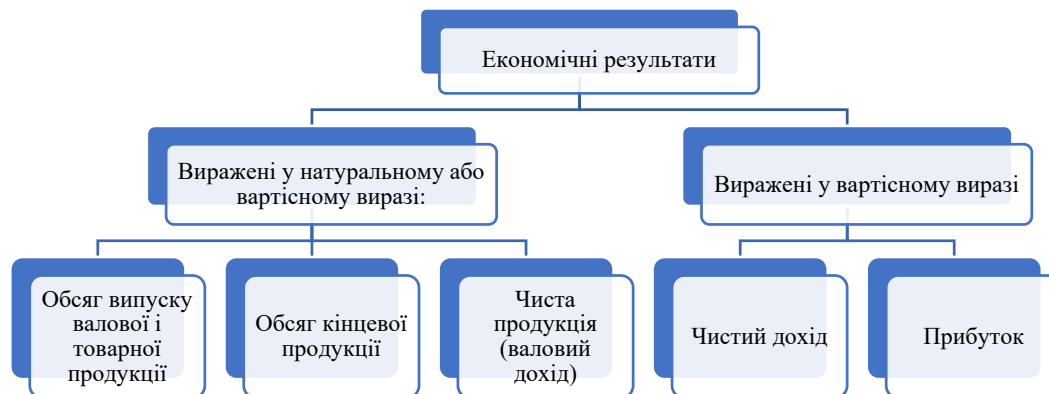 Економічні результати
Виражені у натуральному або
вартісному виразі:
Виражені у вартісному виразі
Обсяг випуску
валової і
товарної
продукції
Обсяг кінцевої
продукції
Чиста
продукція
(валовий
дохід)
Чистий дохід
Прибуток